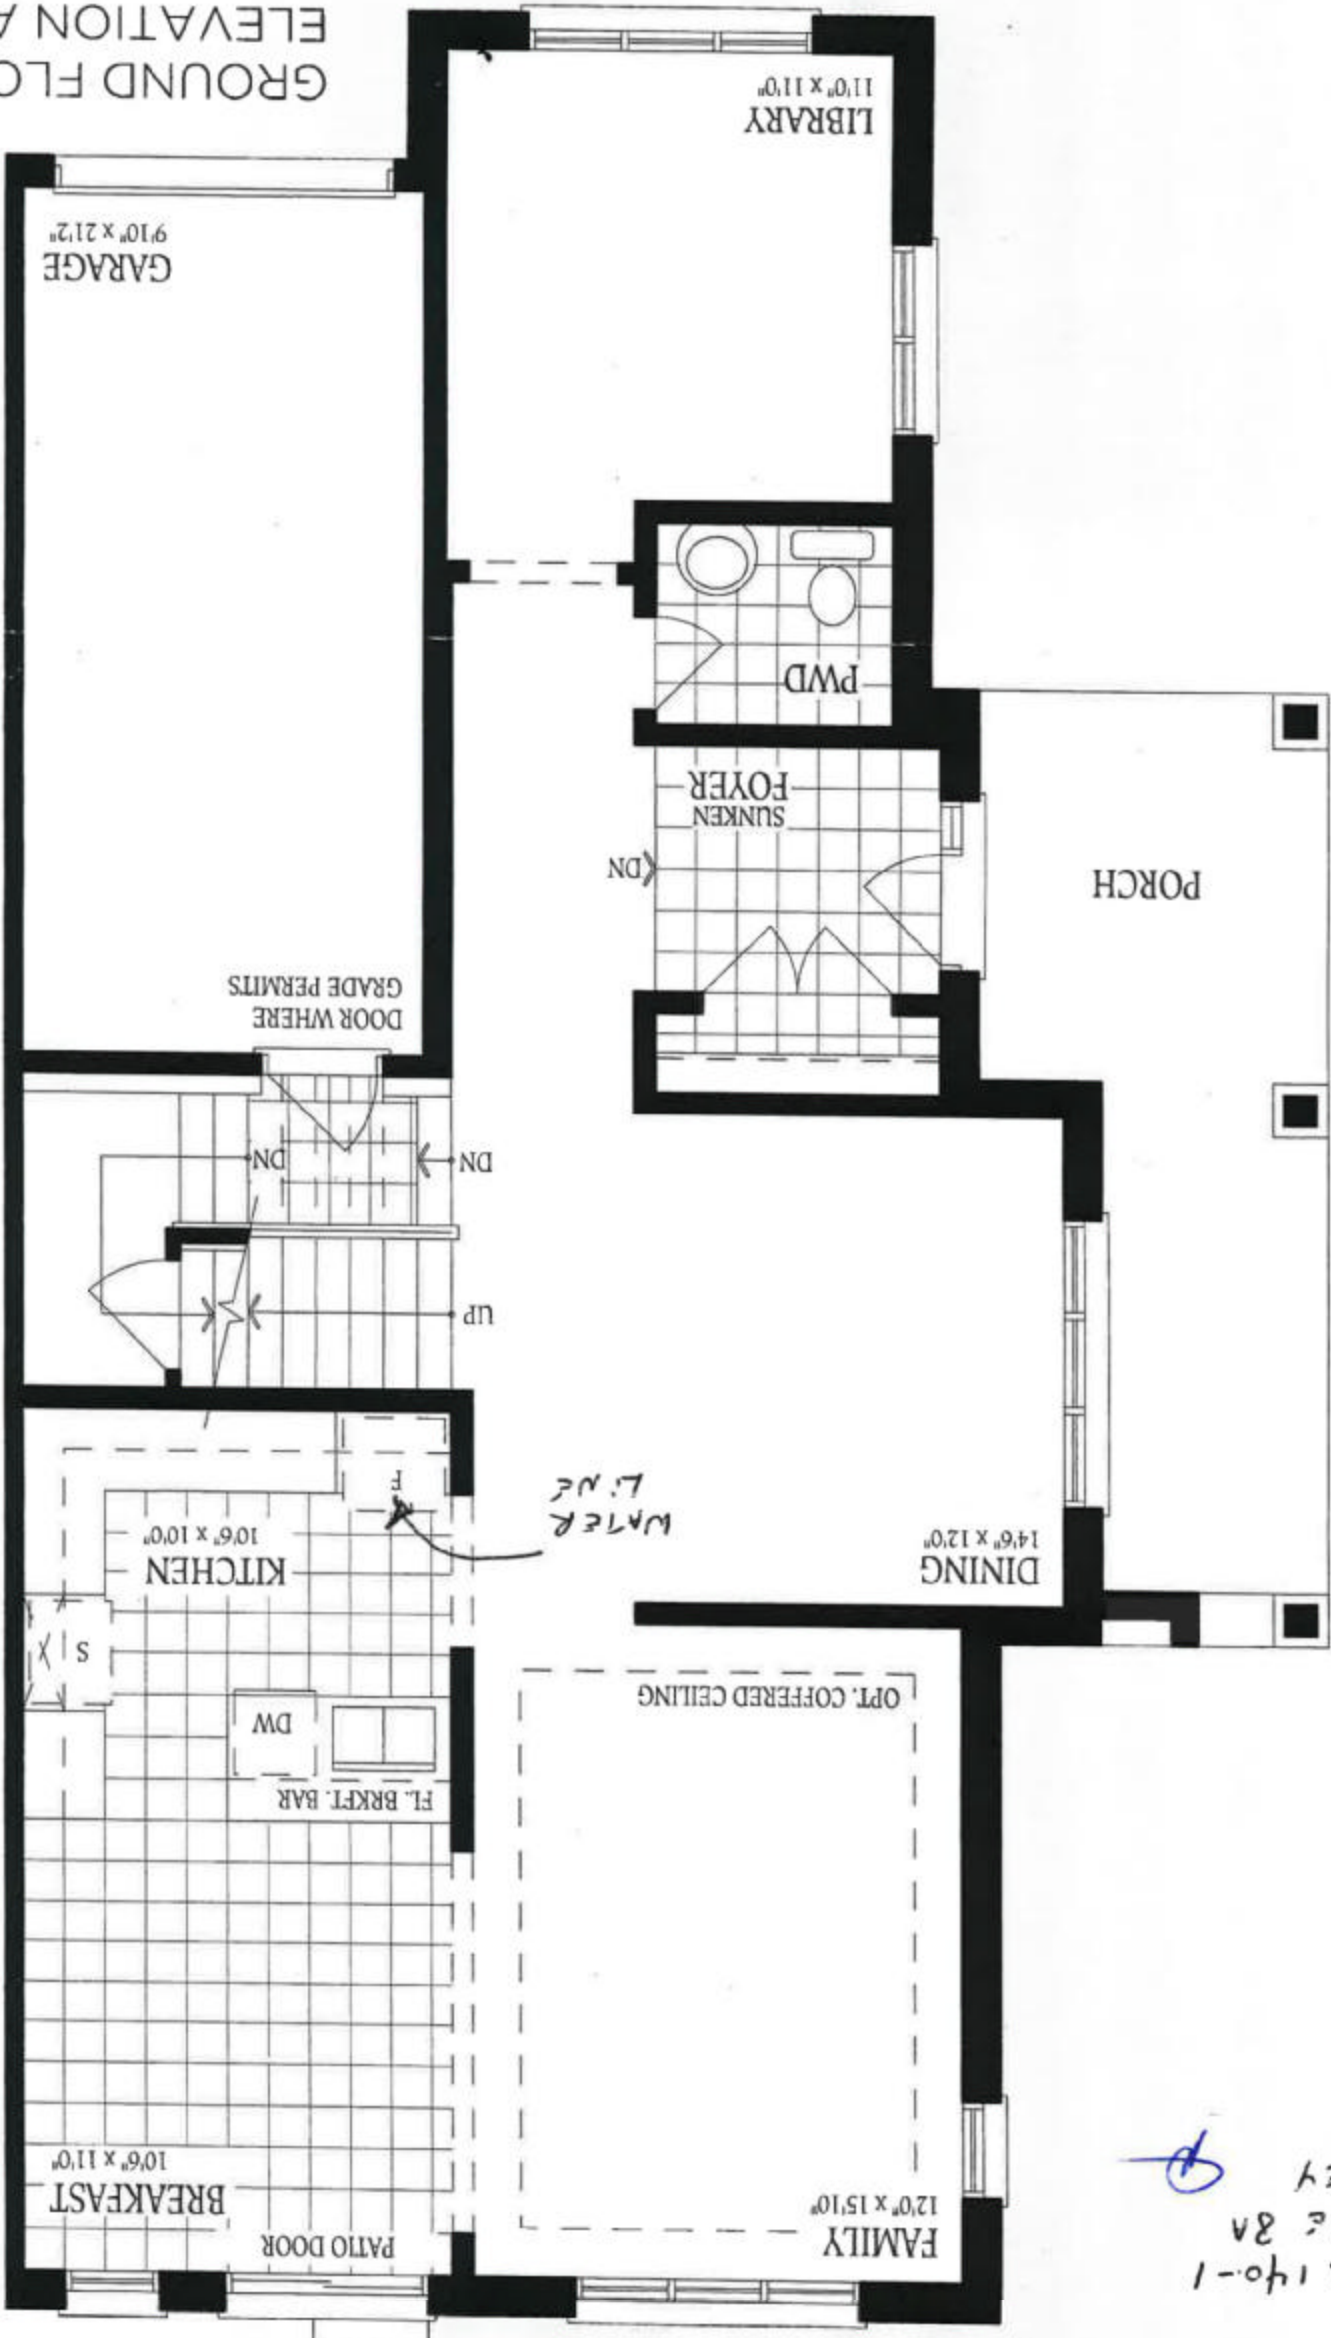 140-1
8A
FAMILY
12'0" x 15'10"
PATIO DOOR
BREAKFAST
10'6" x 11'0"
OPT. COFFERED CEILING
FL. BRKFT. BAR
DW
S
DINING
14'6" x 12'0"
KITCHEN
10'6" x 10'0"
WATER
LINE
F
UP
DN
DN
DOOR WHERE
GRADE PERMITS
PORCH
DN
SUNKEN
FOYER
PWD
GARAGE
9'10" x 21'2"
LIBRARY
11'0" x 11'0"
GROUND FLO
ELEVATION A